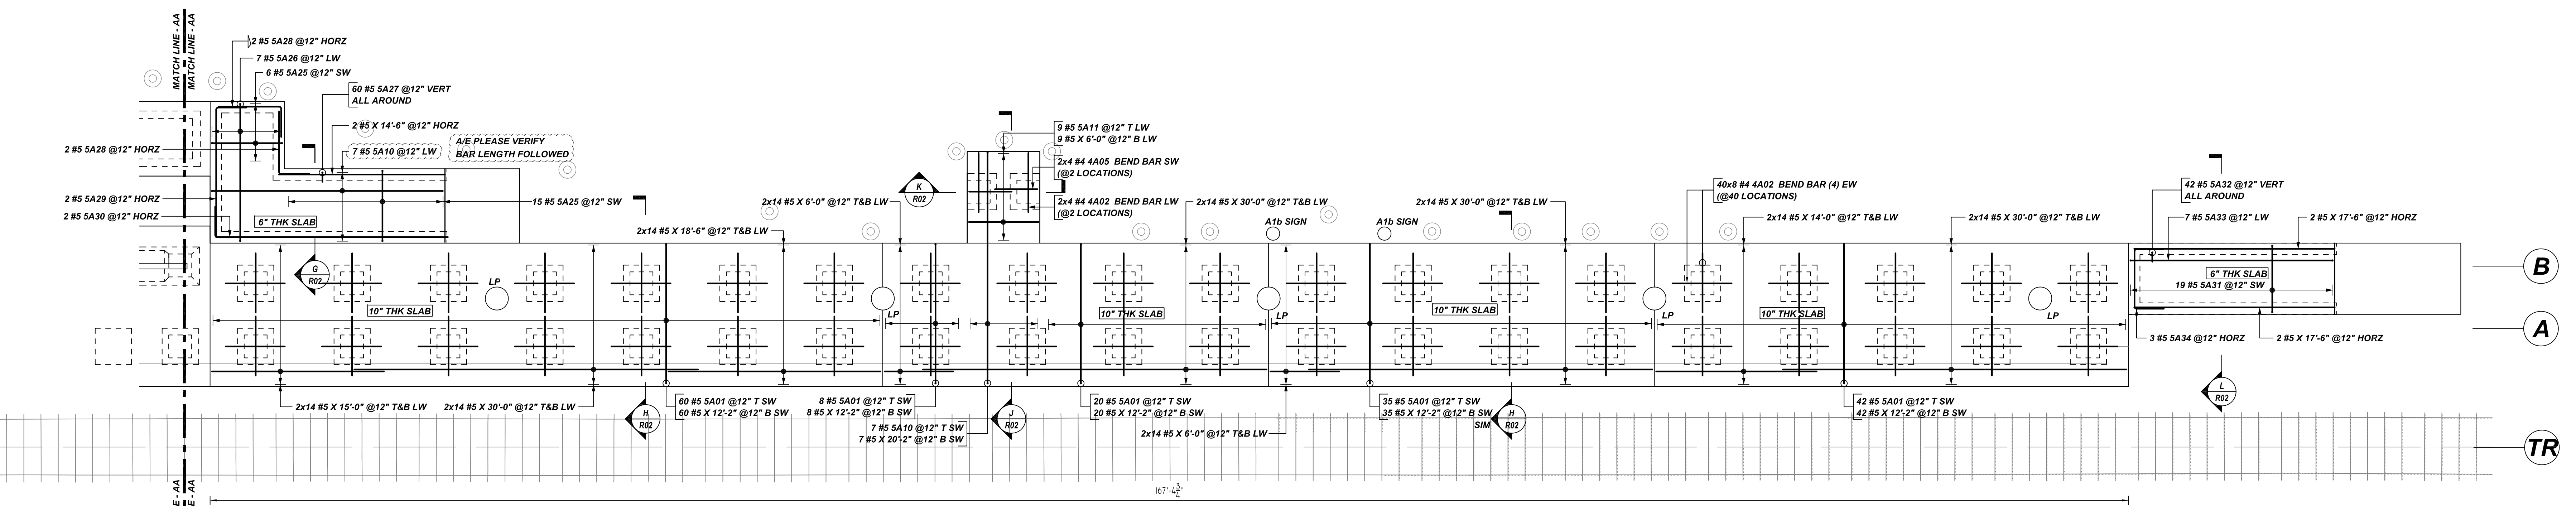 MATCH LINE - AA
MATCH LINE - AA
2 #5 5A28 @12" HORZ
7 #5 5A26 @12" LW
6 #5 5A25 @12" SW
60 #5 5A27 @12" VERT
ALL AROUND
2 #5 X 14'-6" @12" HORZ
2 #5 5A28 @12" HORZ
7 #5 5A10 @12" LW
A/E PLEASE VERIFY
BAR LENGTH FOLLOWED
2 #5 5A29 @12" HORZ
2 #5 5A30 @12" HORZ
6" THK SLAB
15 #5 5A25 @12" SW
9 #5 5A11 @12" T LW
9 #5 X 6'-0" @12" B LW
2x4 #4 4A05 BEND BAR SW
(@2 LOCATIONS)
2x4 #4 4A02 BEND BAR LW
(@2 LOCATIONS)
K
R02
2x14 #5 X 6'-0" @12" T&B LW
2x14 #5 X 18'-6" @12" T&B LW
2x14 #5 X 30'-0" @12" T&B LW
A1b SIGN
A1b SIGN
2x14 #5 X 30'-0" @12" T&B LW
40x8 #4 4A02 BEND BAR (4) EW
(@40 LOCATIONS)
2x14 #5 X 14'-0" @12" T&B LW
2x14 #5 X 30'-0" @12" T&B LW
42 #5 5A32 @12" VERT
ALL AROUND
7 #5 5A33 @12" LW
2 #5 X 17'-6" @12" HORZ
G
R02
LP
10" THK SLAB
LP
10" THK SLAB
LP
10" THK SLAB
LP
10" THK SLAB
LP
6" THK SLAB
19 #5 5A31 @12" SW
B
A
3 #5 5A34 @12" HORZ
2 #5 X 17'-6" @12" HORZ
2x14 #5 X 15'-0" @12" T&B LW
2x14 #5 X 30'-0" @12" T&B LW
H
R02
60 #5 5A01 @12" T SW
60 #5 X 12'-2" @12" B SW
8 #5 5A01 @12" T SW
8 #5 X 12'-2" @12" B SW
7 #5 5A10 @12" T SW
7 #5 X 20'-2" @12" B SW
J
R02
20 #5 5A01 @12" T SW
20 #5 X 12'-2" @12" B SW
2x14 #5 X 6'-0" @12" T&B LW
35 #5 5A01 @12" T SW
35 #5 X 12'-2" @12" B SW
SIM
H
R02
42 #5 5A01 @12" T SW
42 #5 X 12'-2" @12" B SW
L
R02
TR
E - AA
E - AA
167'-4 3/4"